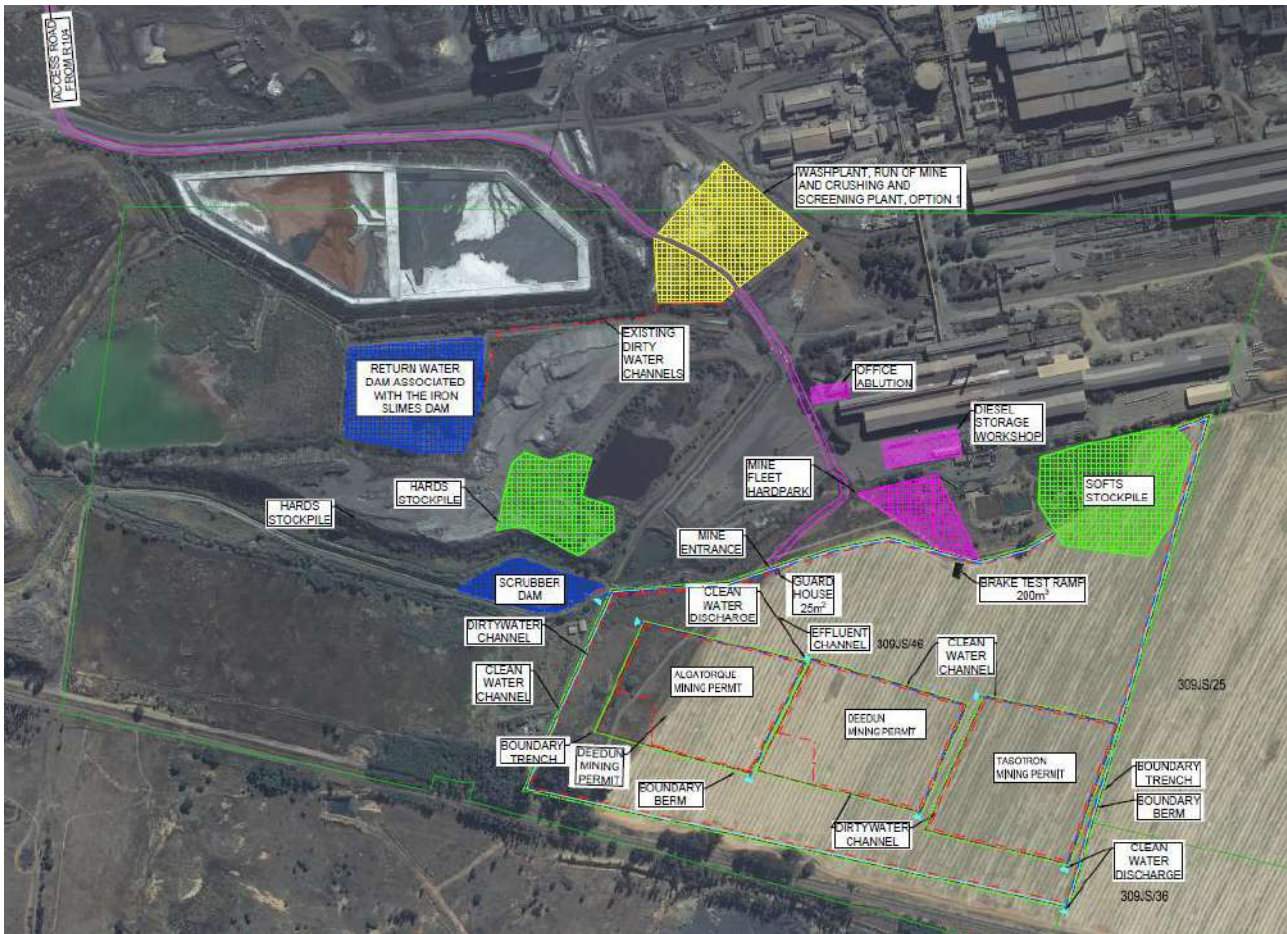 ACCESS ROAD
FROM R104
WASHPLANT, RUN OF MINE
AND CRUSHING AND
SCREENING PLANT, OPTION 1
EXISTING
DIRTY
WATER
CHANNELS
RETURN WATER
DAM ASSOCIATED
WITH THE IRON
SLIMES DAM
OFFICE
ABLUTION
DIESEL
STORAGE
WORKSHOP
MINE
FLEET
HARDPARK
SOFTS
STOCKPILE
HARDS
STOCKPILE
HARDS
STOCKPILE
MINE
ENTRANCE
SCRUBBER
DAM
GUARD
HOUSE
25m²
BRAKE TEST RAMP
200m³
CLEAN
WATER
DISCHARGE
EFFLUENT
CHANNEL
309JS/46
CLEAN
WATER
CHANNEL
DIRTYWATER
CHANNEL
CLEAN
WATER
CHANNEL
309JS/25
ALGATORQUE
MINING PERMIT
DEEDUN
MINING PERMIT
TASOTRON
MINING PERMIT
BOUNDARY
TRENCH
DEEDUN
MINING
PERMIT
BOUNDARY
BERM
BOUNDARY
TRENCH
BOUNDARY
BERM
DIRTYWATER
CHANNEL
CLEAN
WATER
DISCHARGE
309JS/36